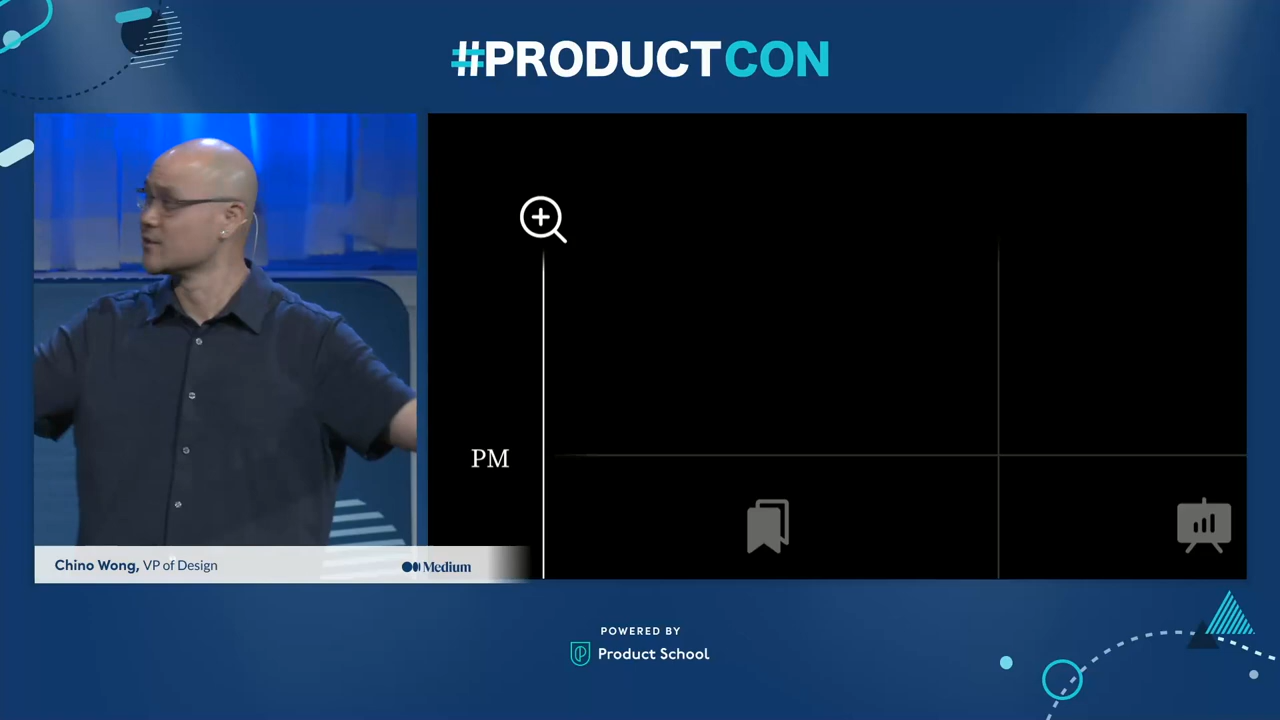 #PRODUCTCON
PM
Chino Wong, VP of Design
Medium
POWERED BY
Product School